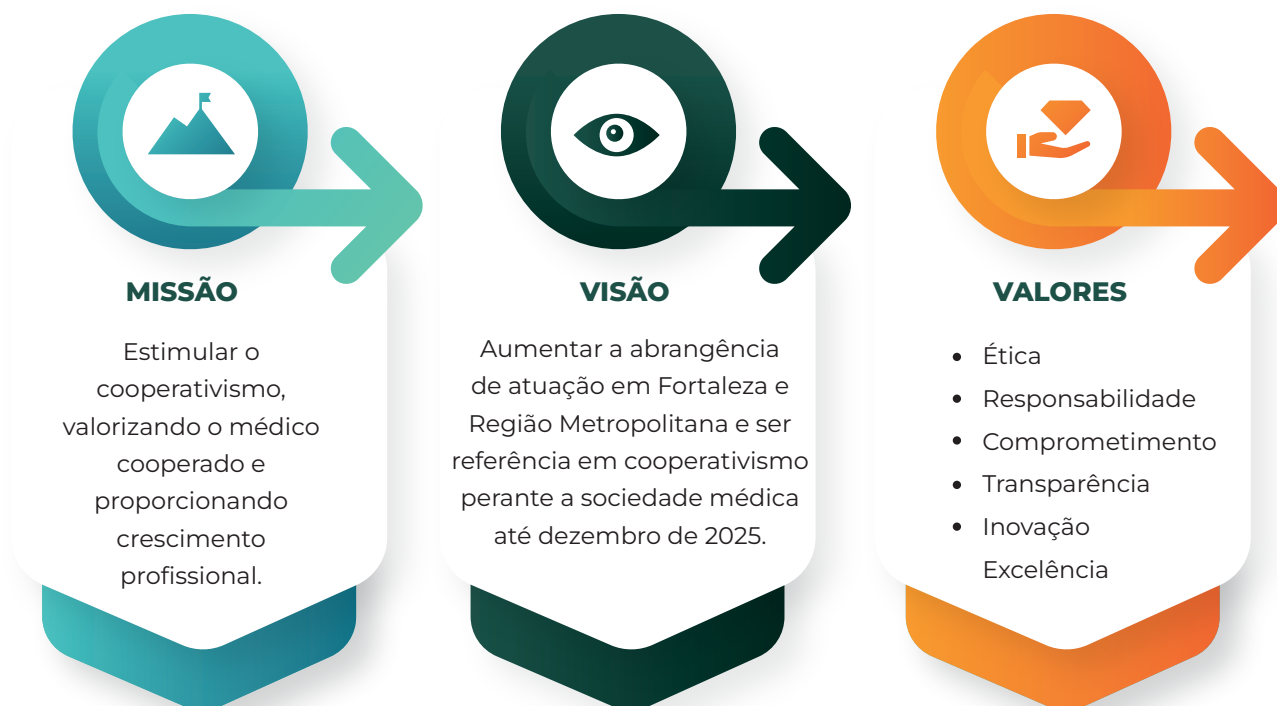 MISSÃO
Estimular o
cooperativismo,
valorizando o médico
cooperado e
proporcionando
crescimento
profissional.
VISÃO
Aumentar a abrangência
de atuação em Fortaleza e
Região Metropolitana e ser
referência em cooperativismo
perante a sociedade médica
até dezembro de 2025.
VALORES
• Ética
• Responsabilidade
• Comprometimento
• Transparência
• Inovação
Excelência